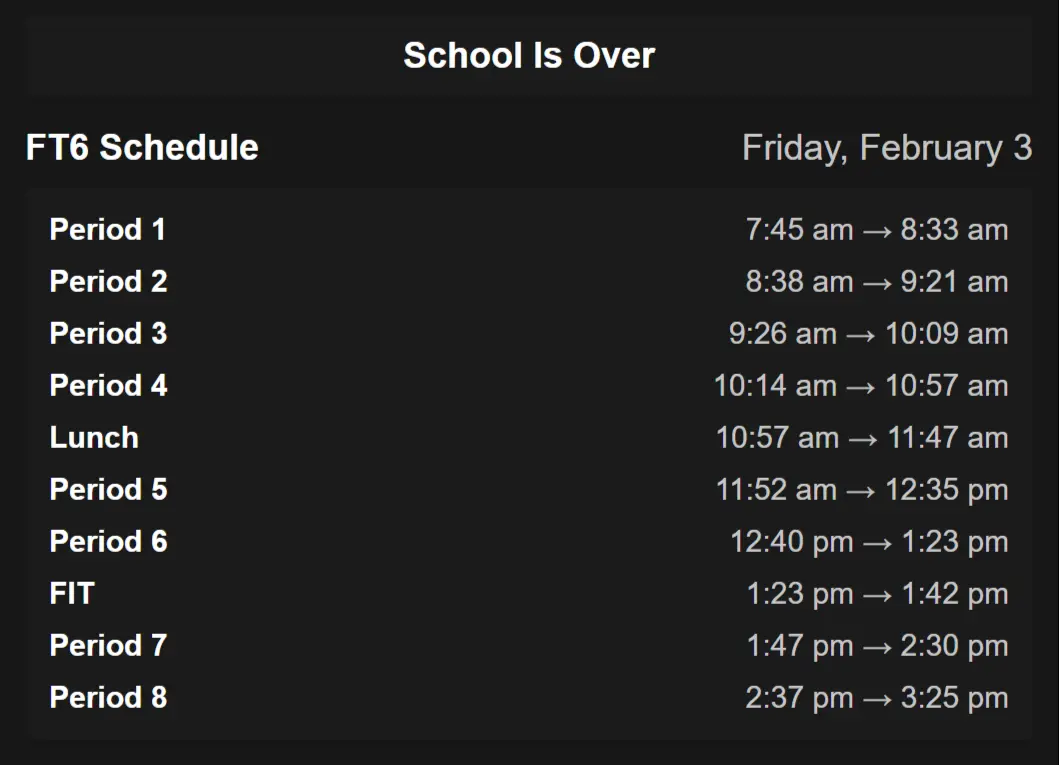 School Is Over
FT6 Schedule Friday, February 3
Period 1 7:45 am → 8:33 am
Period 2 8:38 am → 9:21 am
Period 3 9:26 am → 10:09 am
Period 4 10:14 am → 10:57 am
Lunch 10:57 am → 11:47 am
Period 5 11:52 am → 12:35 pm
Period 6 12:40 pm → 1:23 pm
FIT 1:23 pm → 1:42 pm
Period 7 1:47 pm → 2:30 pm
Period 8 2:37 pm → 3:25 pm